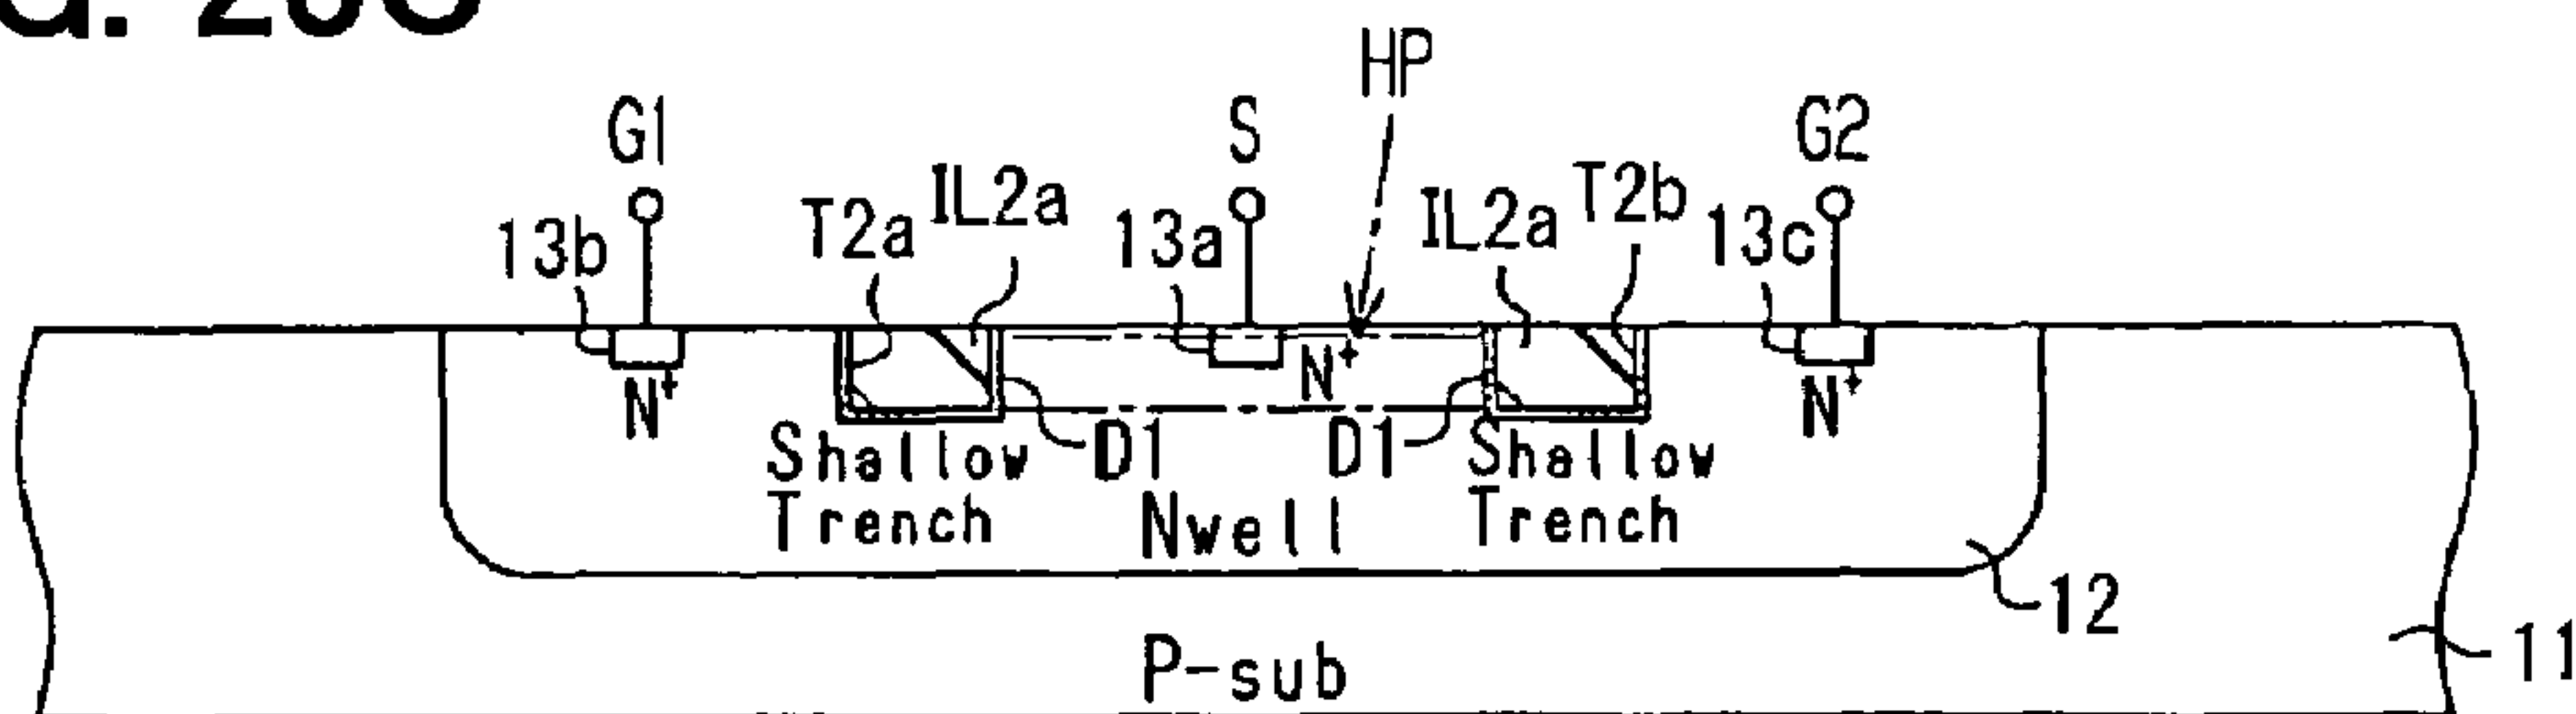 HP
G1
S
G2
13b
T2a
IL2a
13a
IL2a
T2b
13c
N+
N+
N+
Shallow
Trench
D1
D1
Shallow
Trench
Nwell
12
P-sub
11